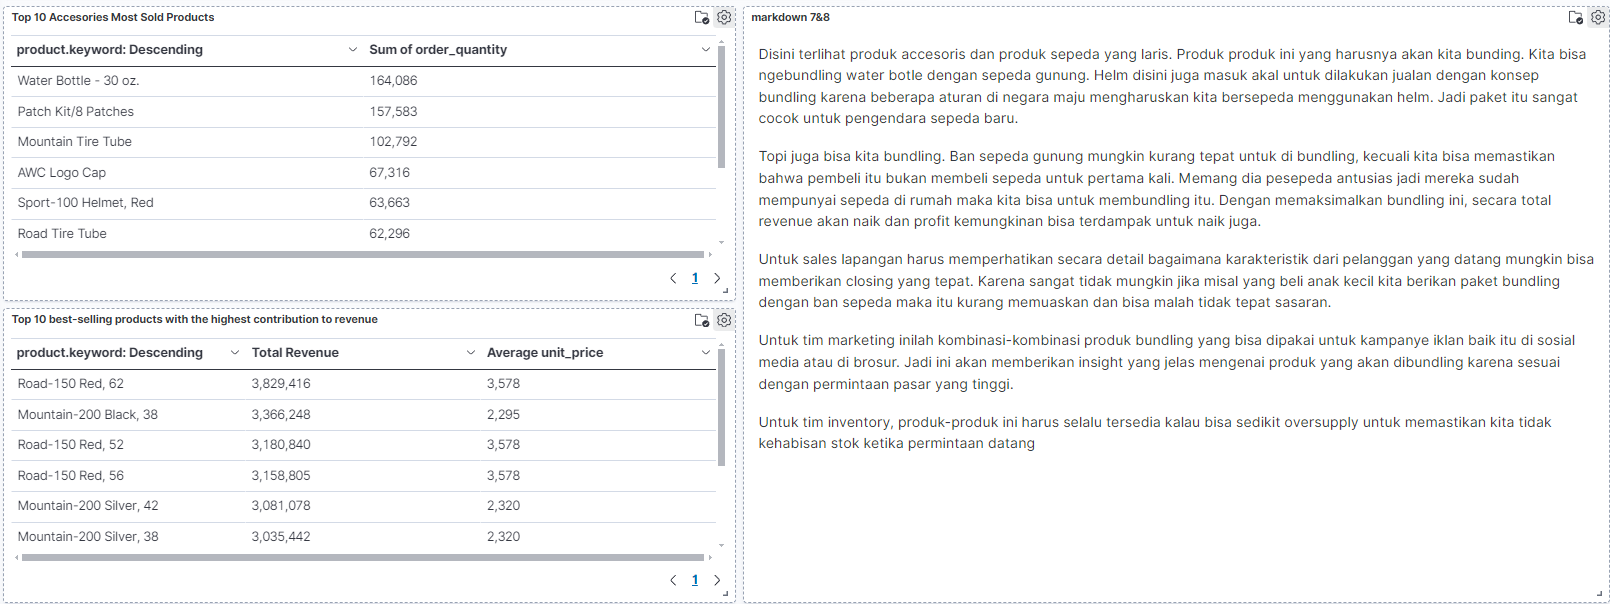 Top 10 Accesories Most Sold Products
product.keyword: Descending Sum of order_quantity
Water Bottle - 30 oz. 164,086
Patch Kit/8 Patches 157,583
Mountain Tire Tube 102,792
AWC Logo Cap 67,316
Sport-100 Helmet, Red 63,663
Road Tire Tube 62,296
1
Top 10 best-selling products with the highest contribution to revenue
product.keyword: Descending Total Revenue Average unit_price
Road-150 Red, 62 3,829,416 3,578
Mountain-200 Black, 38 3,366,248 2,295
Road-150 Red, 52 3,180,840 3,578
Road-150 Red, 56 3,158,805 3,578
Mountain-200 Silver, 42 3,081,078 2,320
Mountain-200 Silver, 38 3,035,442 2,320
1
markdown 7&8
Disini terlihat produk accesoris dan produk sepeda yang laris. Produk produk ini yang harusnya akan kita bunding. Kita bisa
ngebundling water botle dengan sepeda gunung. Helm disini juga masuk akal untuk dilakukan jualan dengan konsep
bundling karena beberapa aturan di negara maju mengharuskan kita bersepeda menggunakan helm. Jadi paket itu sangat
cocok untuk pengendara sepeda baru.
Topi juga bisa kita bundling. Ban sepeda gunung mungkin kurang tepat untuk di bundling, kecuali kita bisa memastikan
bahwa pembeli itu bukan membeli sepeda untuk pertama kali. Memang dia pesepeda antusias jadi mereka sudah
mempunyai sepeda di rumah maka kita bisa untuk membundling itu. Dengan memaksimalkan bundling ini, secara total
revenue akan naik dan profit kemungkinan bisa terdampak untuk naik juga.
Untuk sales lapangan harus memperhatikan secara detail bagaimana karakteristik dari pelanggan yang datang mungkin bisa
memberikan closing yang tepat. Karena sangat tidak mungkin jika misal yang beli anak kecil kita berikan paket bundling
dengan ban sepeda maka itu kurang memuaskan dan bisa malah tidak tepat sasaran.
Untuk tim marketing inilah kombinasi-kombinasi produk bundling yang bisa dipakai untuk kampanye iklan baik itu di sosial
media atau di brosur. Jadi ini akan memberikan insight yang jelas mengenai produk yang akan dibundling karena sesuai
dengan permintaan pasar yang tinggi.
Untuk tim inventory, produk-produk ini harus selalu tersedia kalau bisa sedikit oversupply untuk memastikan kita tidak
kehabisan stok ketika permintaan datang